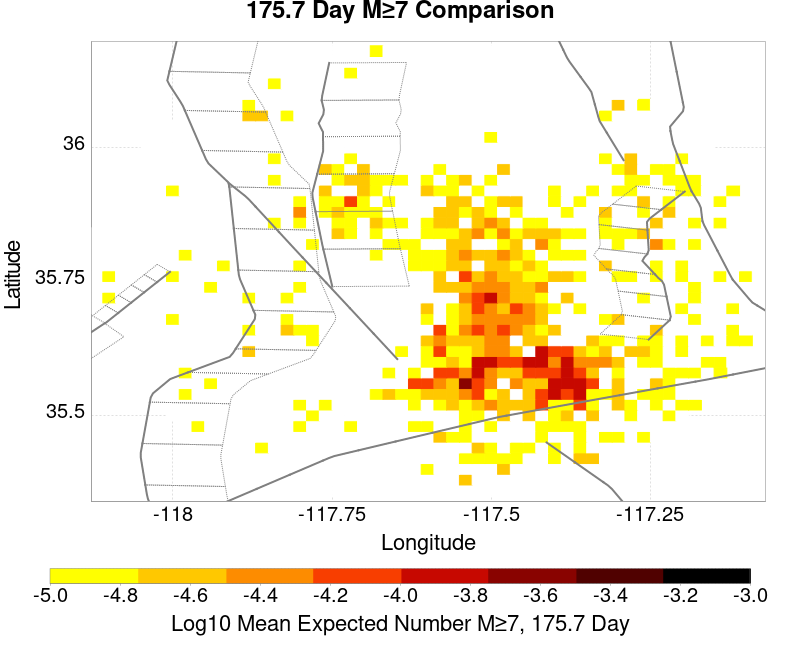 175.7 Day M≥7 Comparison
36
35.75
35.5
Latitude
-118 -117.75 -117.5 -117.25
Longitude
-5.0 -4.8 -4.6 -4.4 -4.2 -4.0 -3.8 -3.6 -3.4 -3.2 -3.0
Log10 Mean Expected Number M≥7, 175.7 Day